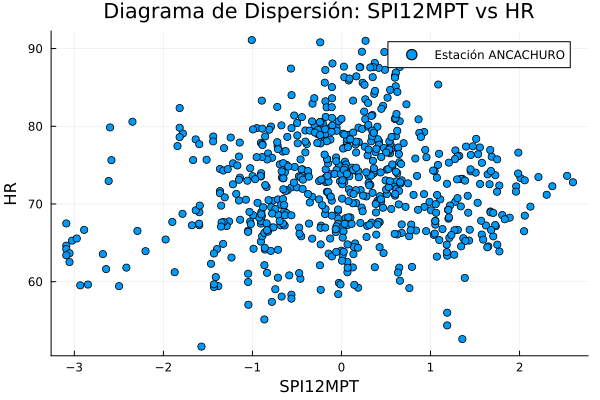 Diagrama de Dispersión: SPI12MPT vs HR
Estación ANCACHURO
90
80
70
60
HR
−3
−2
−1
0
1
2
SPI12MPT